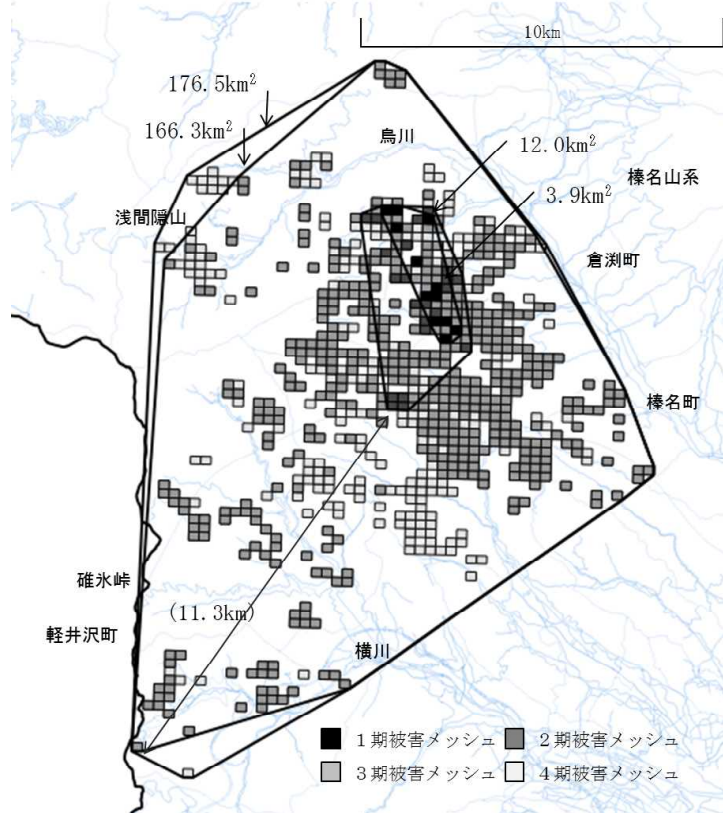 10km
176.5km²
166.3km²
烏川
12.0km²
榛名山系
3.9km²
浅間隠山
倉渕町
榛名町
碓氷峠
(11.3km)
軽井沢町
横川
１期被害メッシュ
２期被害メッシュ
３期被害メッシュ
４期被害メッシュ